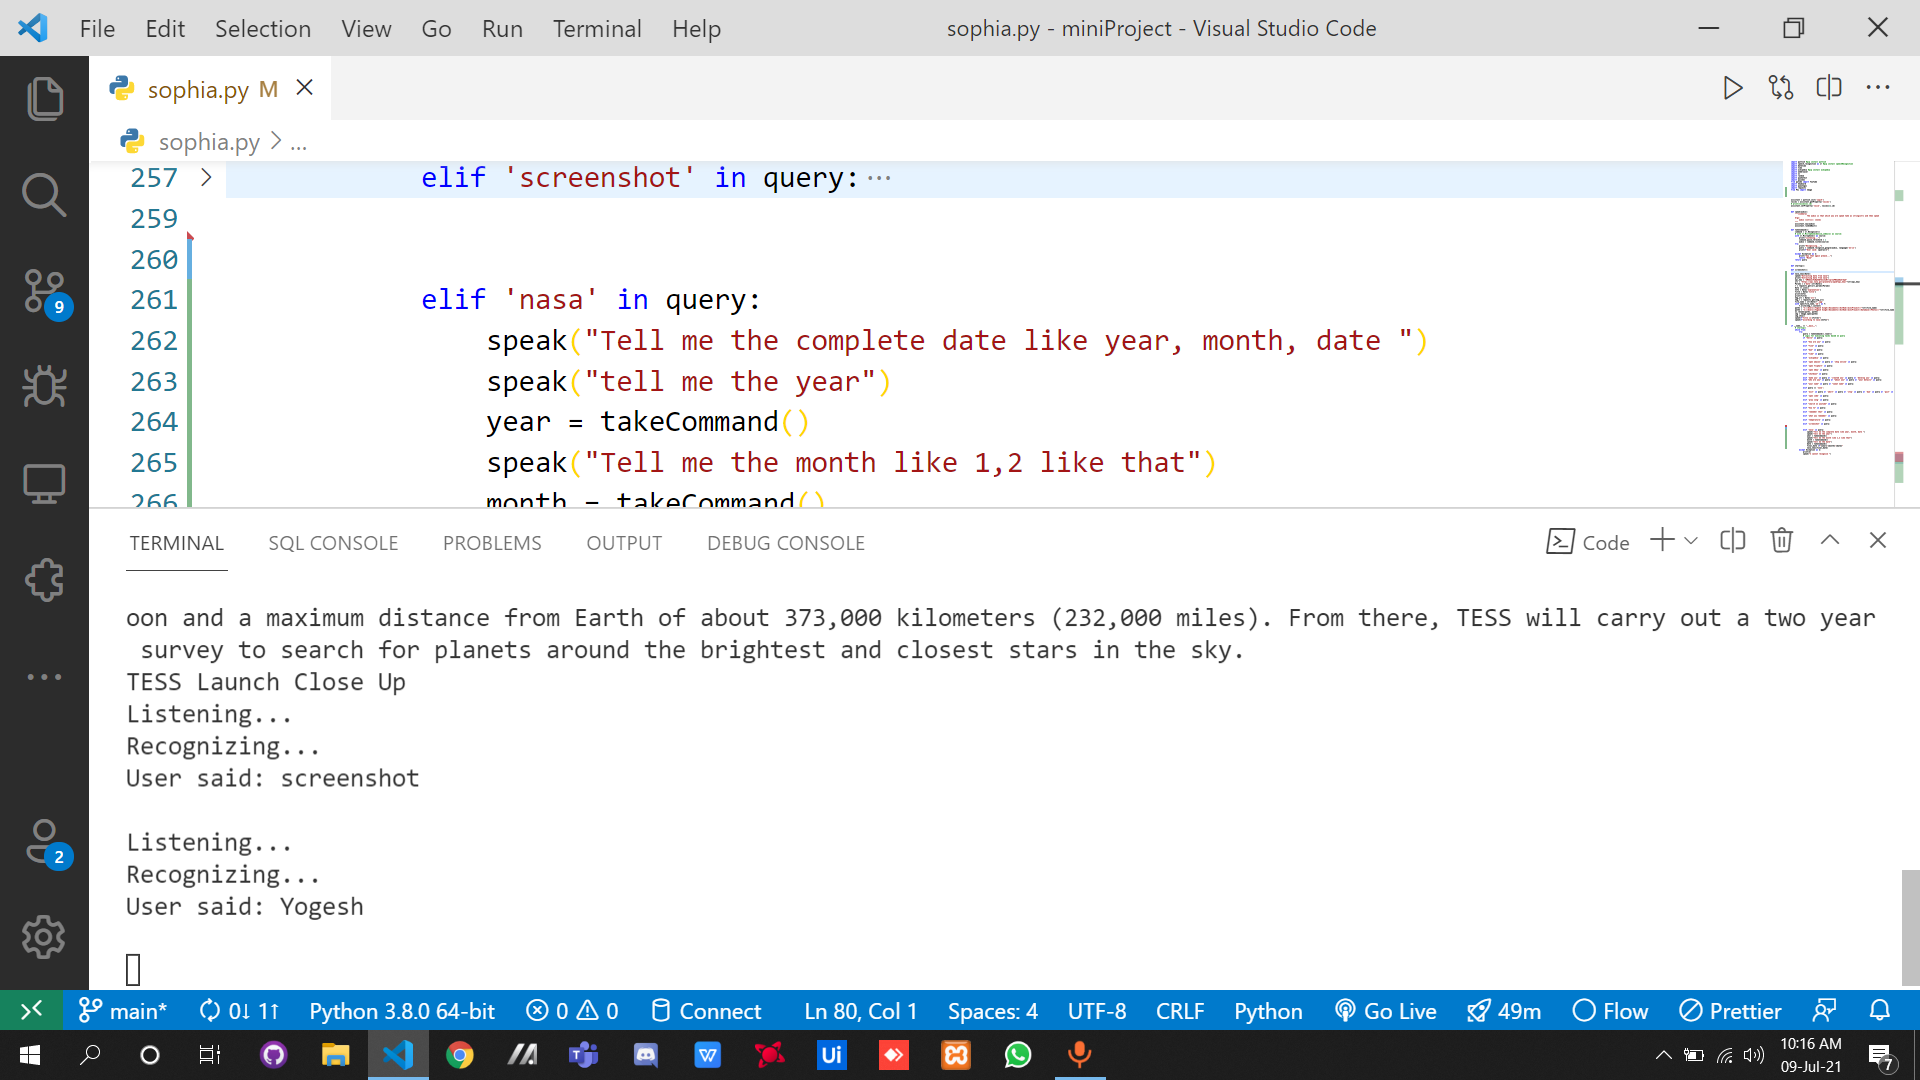 File Edit Selection View Go Run Terminal Help
sophia.py - miniProject - Visual Studio Code
sophia.py M
sophia.py > ...
257 elif 'screenshot' in query: ...
259
260
261 elif 'nasa' in query:
262 speak("Tell me the complete date like year, month, date ")
263 speak("tell me the year")
264 year = takeCommand()
265 speak("Tell me the month like 1,2 like that")
266 month = takeCommand()
9
2
TERMINAL SQL CONSOLE PROBLEMS OUTPUT DEBUG CONSOLE
Code
oon and a maximum distance from Earth of about 373,000 kilometers (232,000 miles). From there, TESS will carry out a two year
survey to search for planets around the brightest and closest stars in the sky.
TESS Launch Close Up
Listening...
Recognizing...
User said: screenshot
Listening...
Recognizing...
User said: Yogesh
main* 0↓ 1↑ Python 3.8.0 64-bit 0 0 Connect Ln 80, Col 1 Spaces: 4 UTF-8 CRLF Python Go Live 49m Flow Prettier
Ui
10:16 AM
09-Jul-21
7